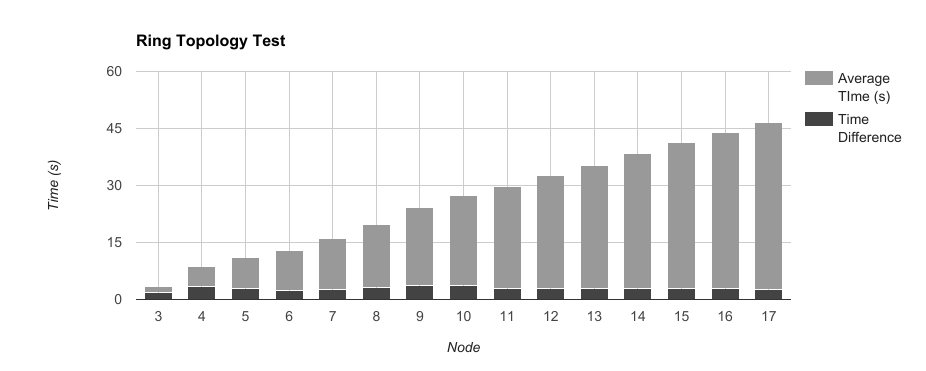 Ring Topology Test
60
45
30
15
0
Time (s)
3 4 5 6 7 8 9 10 11 12 13 14 15 16 17
Node
Average
TIme (s)
Time
Difference